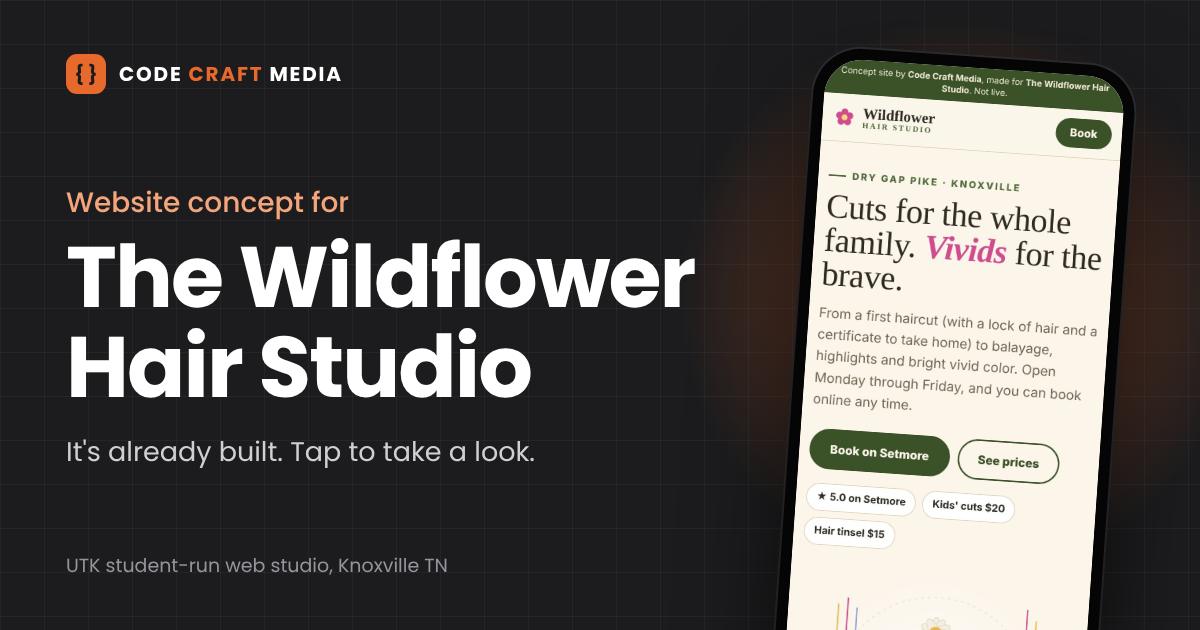 { } CODE CRAFT MEDIA
Website concept for
The Wildflower
Hair Studio
It's already built. Tap to take a look.
UTK student-run web studio, Knoxville TN
Concept site by Code Craft Media, made for The Wildflower Hair
Studio. Not live.
Wildflower
HAIR STUDIO
Book
DRY GAP PIKE · KNOXVILLE
Cuts for the whole
family. Vivids for the
brave.
From a first haircut (with a lock of hair and a
certificate to take home) to balayage,
highlights and bright vivid color. Open
Monday through Friday, and you can book
online any time.
Book on Setmore
See prices
★ 5.0 on Setmore
Kids' cuts $20
Hair tinsel $15